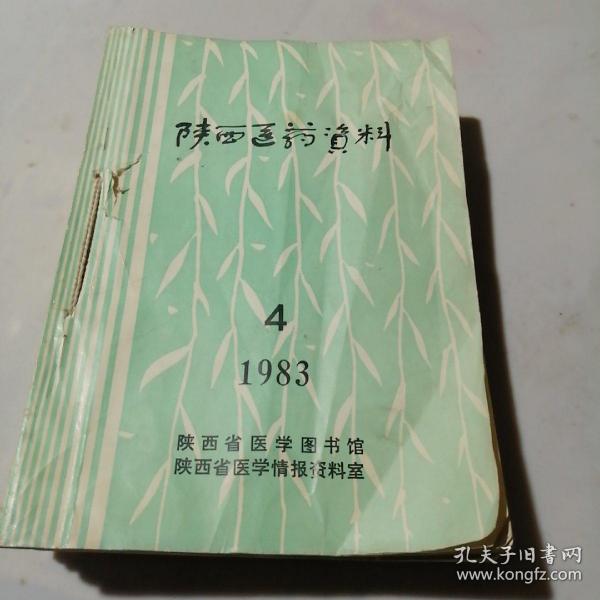 陕西医药資料
4
1983
陕西省医学图书馆
陕西省医学情报资料室
孔夫子旧书网
www.kongfz.com